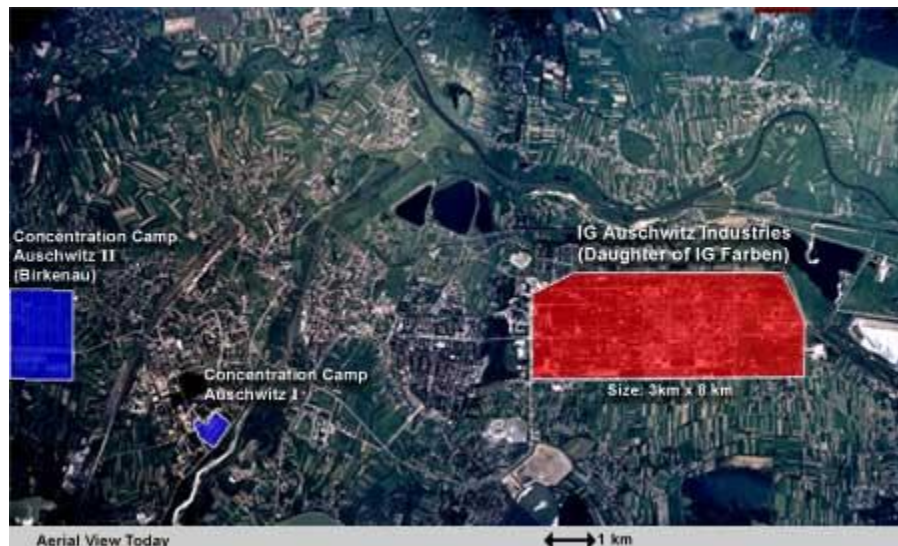 Concentration Camp
Auschwitz II
(Birkenau)
IG Auschwitz Industries
(Daughter of IG Farben)
Concentration Camp
Auschwitz I
Size: 3km x 8 km
Aerial View Today
1 km